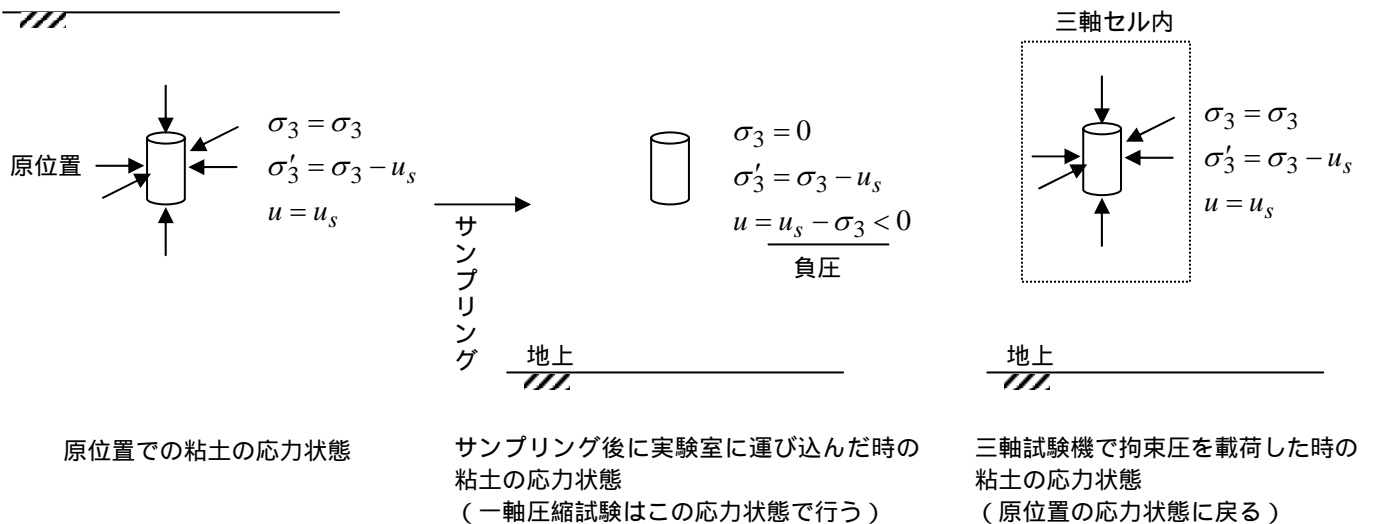 原位置
σ₃ = σ₃
σ′₃ = σ₃ − uₛ
u = uₛ
サンプリング
σ₃ = 0
σ′₃ = σ₃ − uₛ
u = uₛ − σ₃ < 0
負圧
地上
三軸セル内
σ₃ = σ₃
σ′₃ = σ₃ − uₛ
u = uₛ
地上
原位置での粘土の応力状態
サンプリング後に実験室に運び込んだ時の
粘土の応力状態
(一軸圧縮試験はこの応力状態で行う)
三軸試験機で拘束圧を載荷した時の
粘土の応力状態
(原位置の応力状態に戻る)